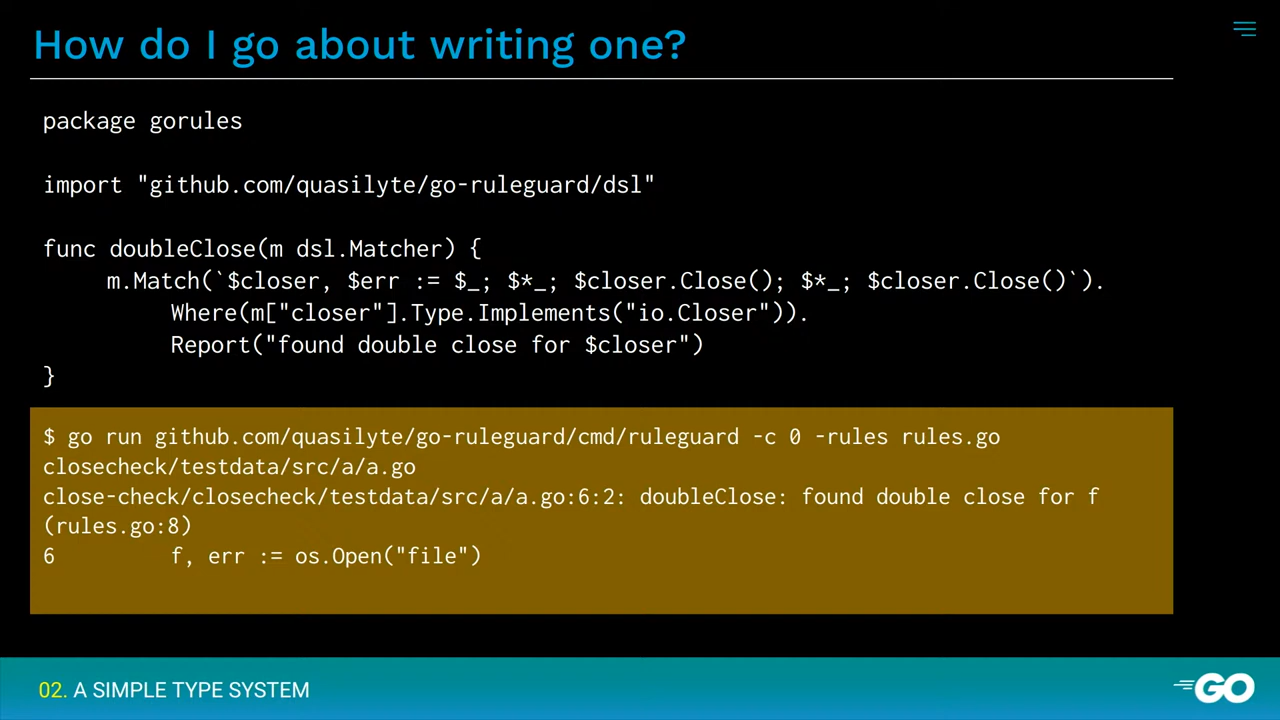 How do I go about writing one?
package gorules
import "github.com/quasilyte/go-ruleguard/dsl"
func doubleClose(m dsl.Matcher) {
m.Match(`$closer, $err := $_; $*_; $closer.Close(); $*_; $closer.Close()`).
Where(m["closer"].Type.Implements("io.Closer")).
Report("found double close for $closer")
}
$ go run github.com/quasilyte/go-ruleguard/cmd/ruleguard -c 0 -rules rules.go
closecheck/testdata/src/a/a.go
close-check/closecheck/testdata/src/a/a.go:6:2: doubleClose: found double close for f
(rules.go:8)
6 f, err := os.Open("file")
02. A SIMPLE TYPE SYSTEM
GO